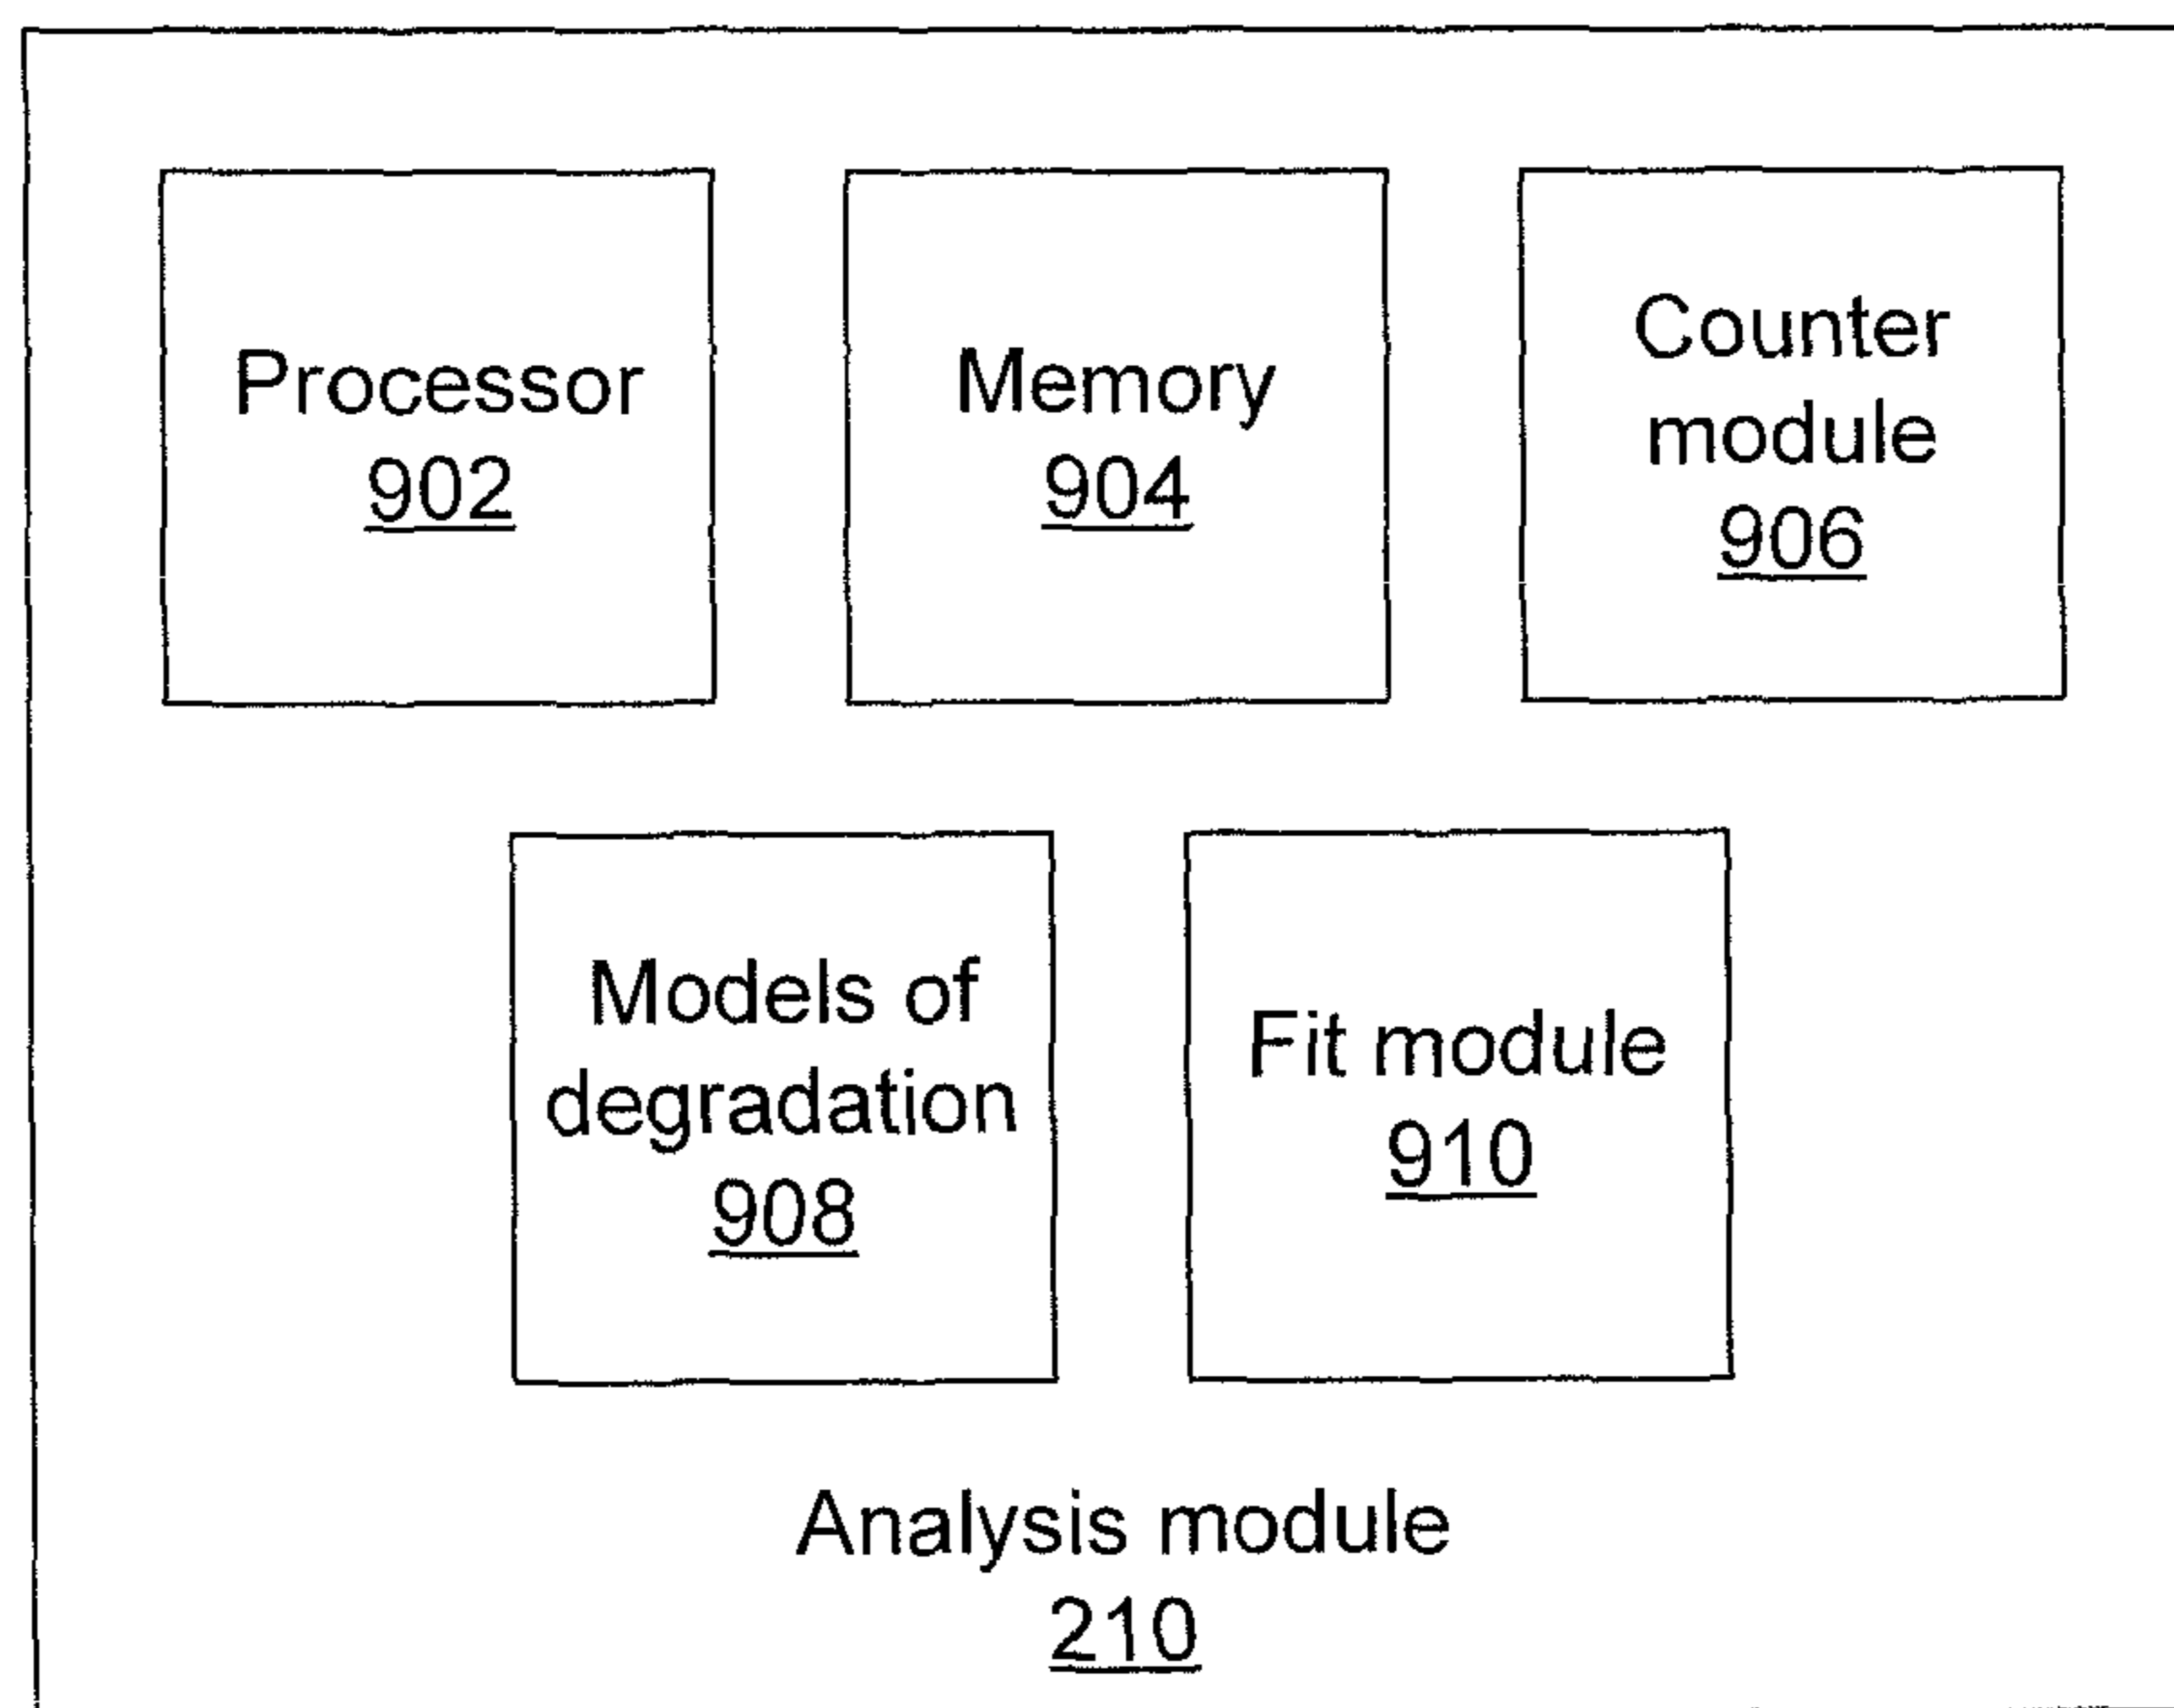 Processor
902
Memory
904
Counter
module
906
Models of
degradation
908
Fit module
910
Analysis module
210